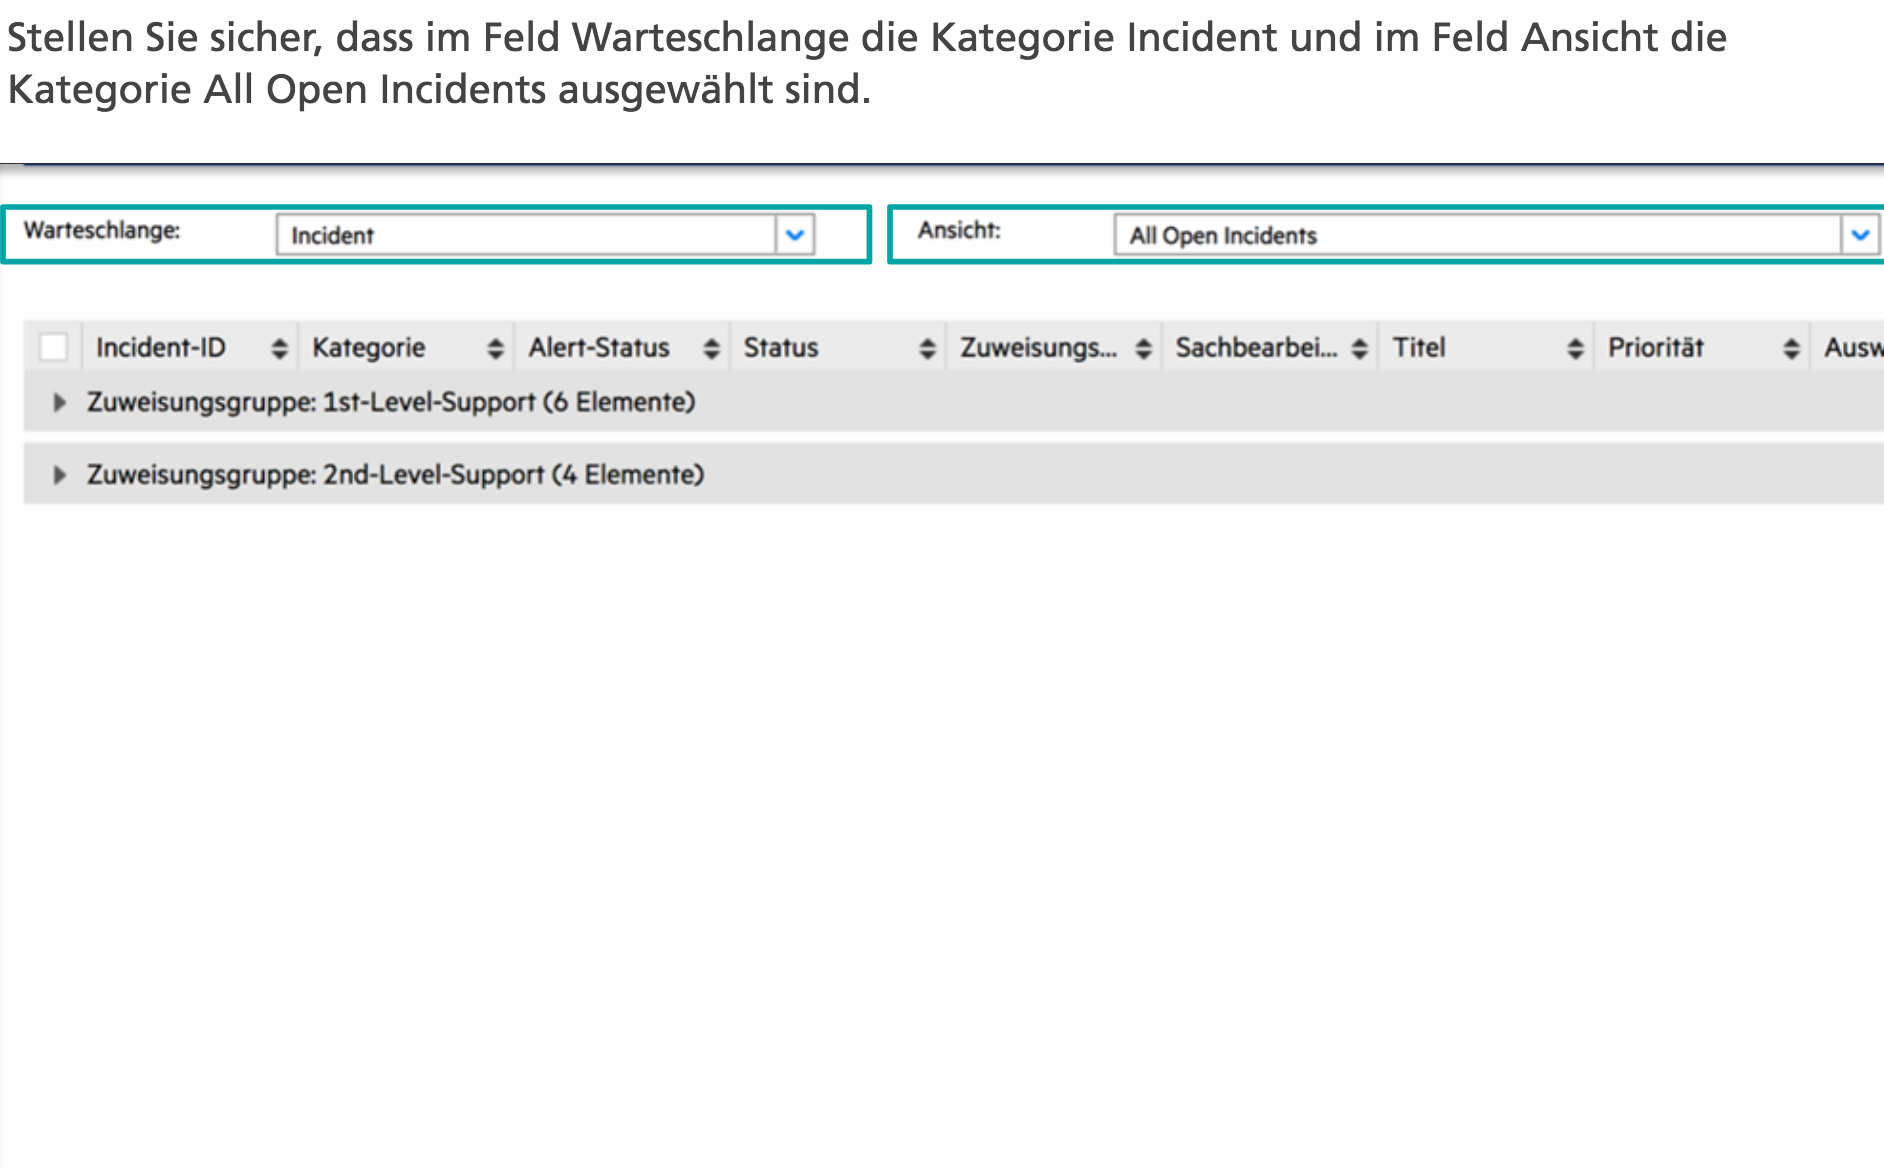 Stellen Sie sicher, dass im Feld Warteschlange die Kategorie Incident und im Feld Ansicht die
Kategorie All Open Incidents ausgewählt sind.
Warteschlange: Incident Ansicht: All Open Incidents
Incident-ID Kategorie Alert-Status Status Zuweisungs... Sachbearbei... Titel Priorität Ausw
Zuweisungsgruppe: 1st-Level-Support (6 Elemente)
Zuweisungsgruppe: 2nd-Level-Support (4 Elemente)